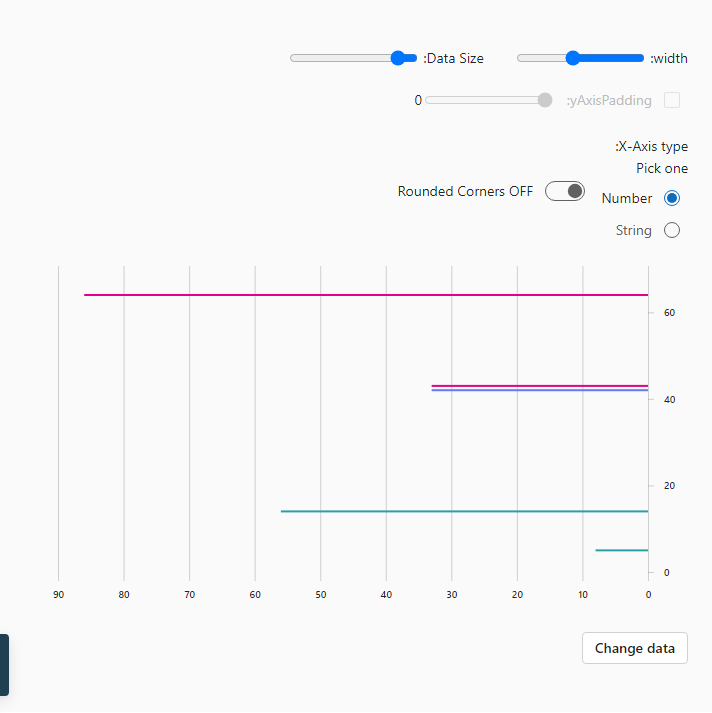 width:
Data Size:
yAxisPadding:
0
X-Axis type:
Pick one
Number
String
Rounded Corners OFF
60
40
20
0
90 80 70 60 50 40 30 20 10 0
Change data